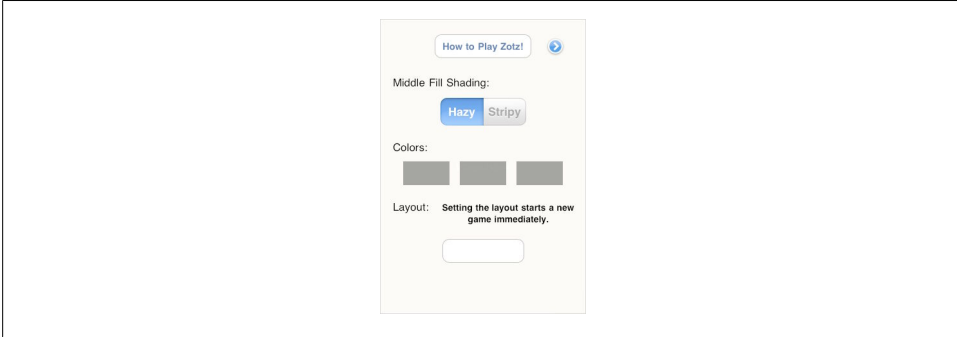 How to Play Zotz!
Middle Fill Shading:
Hazy Stripy
Colors:
Layout: Setting the layout starts a new
game immediately.